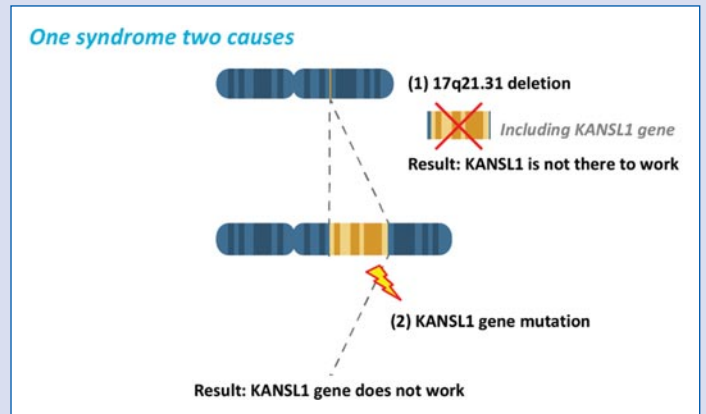 One syndrome two causes
(1) 17q21.31 deletion
Including KANSL1 gene
Result: KANSL1 is not there to work
(2) KANSL1 gene mutation
Result: KANSL1 gene does not work